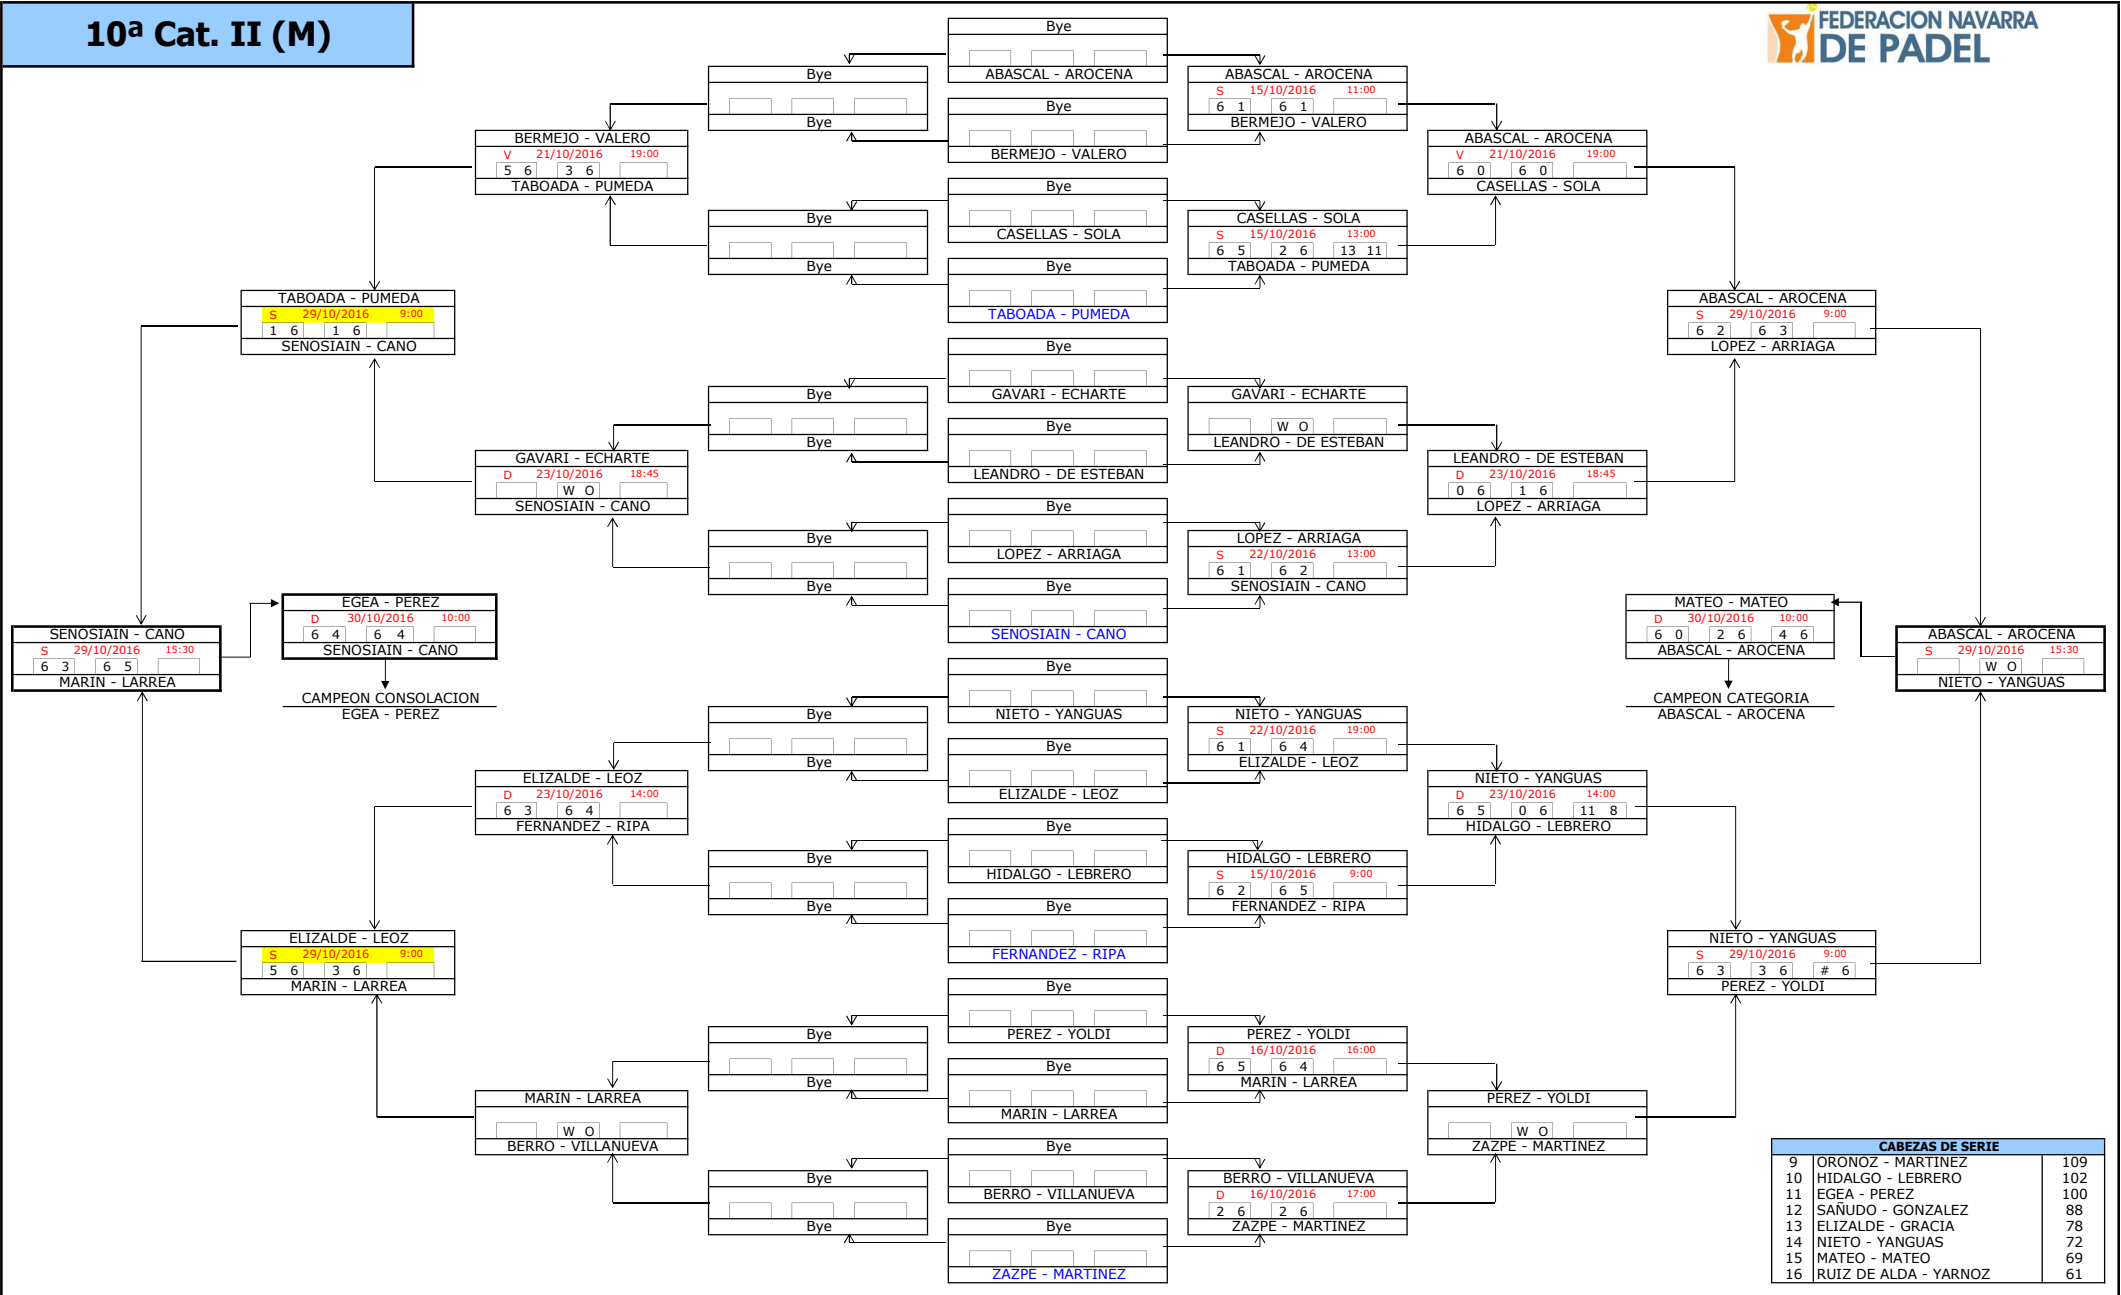 10ª Cat. II (M)
FEDERACION NAVARRA
DE PADEL
Bye
ABASCAL - AROCENA
Bye
Bye
ABASCAL - AROCENA
S 15/10/2016 11:00
6 1 6 1
BERMEJO - VALERO
Bye
BERMEJO - VALERO
BERMEJO - VALERO
V 21/10/2016 19:00
5 6 3 6
TABOADA - PUMEDA
ABASCAL - AROCENA
V 21/10/2016 19:00
6 0 6 0
CASELLAS - SOLA
Bye
CASELLAS - SOLA
Bye
Bye
CASELLAS - SOLA
S 15/10/2016 13:00
6 5 2 6 13 11
TABOADA - PUMEDA
Bye
TABOADA - PUMEDA
TABOADA - PUMEDA
S 29/10/2016 9:00
1 6 1 6
SENOSIAIN - CANO
ABASCAL - AROCENA
S 29/10/2016 9:00
6 2 6 3
LOPEZ - ARRIAGA
Bye
GAVARI - ECHARTE
Bye
Bye
GAVARI - ECHARTE
W O
LEANDRO - DE ESTEBAN
Bye
LEANDRO - DE ESTEBAN
GAVARI - ECHARTE
D 23/10/2016 18:45
W O
SENOSIAIN - CANO
LEANDRO - DE ESTEBAN
D 23/10/2016 18:45
0 6 1 6
LOPEZ - ARRIAGA
Bye
LOPEZ - ARRIAGA
Bye
Bye
LOPEZ - ARRIAGA
S 22/10/2016 13:00
6 1 6 2
SENOSIAIN - CANO
Bye
SENOSIAIN - CANO
SENOSIAIN - CANO
S 29/10/2016 15:30
6 3 6 5
MARIN - LARREA
EGEA - PEREZ
D 30/10/2016 10:00
6 4 6 4
SENOSIAIN - CANO
CAMPEON CONSOLACION
EGEA - PEREZ
MATEO - MATEO
D 30/10/2016 10:00
6 0 2 6 4 6
ABASCAL - AROCENA
CAMPEON CATEGORIA
ABASCAL - AROCENA
ABASCAL - AROCENA
S 29/10/2016 15:30
W O
NIETO - YANGUAS
Bye
NIETO - YANGUAS
Bye
Bye
NIETO - YANGUAS
S 22/10/2016 19:00
6 1 6 4
ELIZALDE - LEOZ
Bye
ELIZALDE - LEOZ
ELIZALDE - LEOZ
D 23/10/2016 14:00
6 3 6 4
FERNANDEZ - RIPA
NIETO - YANGUAS
D 23/10/2016 14:00
6 5 0 6 11 8
HIDALGO - LEBRERO
Bye
HIDALGO - LEBRERO
Bye
Bye
HIDALGO - LEBRERO
S 15/10/2016 9:00
6 2 6 5
FERNANDEZ - RIPA
Bye
FERNANDEZ - RIPA
ELIZALDE - LEOZ
S 29/10/2016 9:00
5 6 3 6
MARIN - LARREA
NIETO - YANGUAS
S 29/10/2016 9:00
6 3 3 6 # 6
PEREZ - YOLDI
Bye
PEREZ - YOLDI
Bye
Bye
PEREZ - YOLDI
D 16/10/2016 16:00
6 5 6 4
MARIN - LARREA
Bye
MARIN - LARREA
MARIN - LARREA
W O
BERRO - VILLANUEVA
PEREZ - YOLDI
W O
ZAZPE - MARTINEZ
Bye
BERRO - VILLANUEVA
Bye
Bye
BERRO - VILLANUEVA
D 16/10/2016 17:00
2 6 2 6
ZAZPE - MARTINEZ
Bye
ZAZPE - MARTINEZ
CABEZAS DE SERIE
9 ORONOZ - MARTINEZ 109
10 HIDALGO - LEBRERO 102
11 EGEA - PEREZ 100
12 SAÑUDO - GONZALEZ 88
13 ELIZALDE - GRACIA 78
14 NIETO - YANGUAS 72
15 MATEO - MATEO 69
16 RUIZ DE ALDA - YARNOZ 61